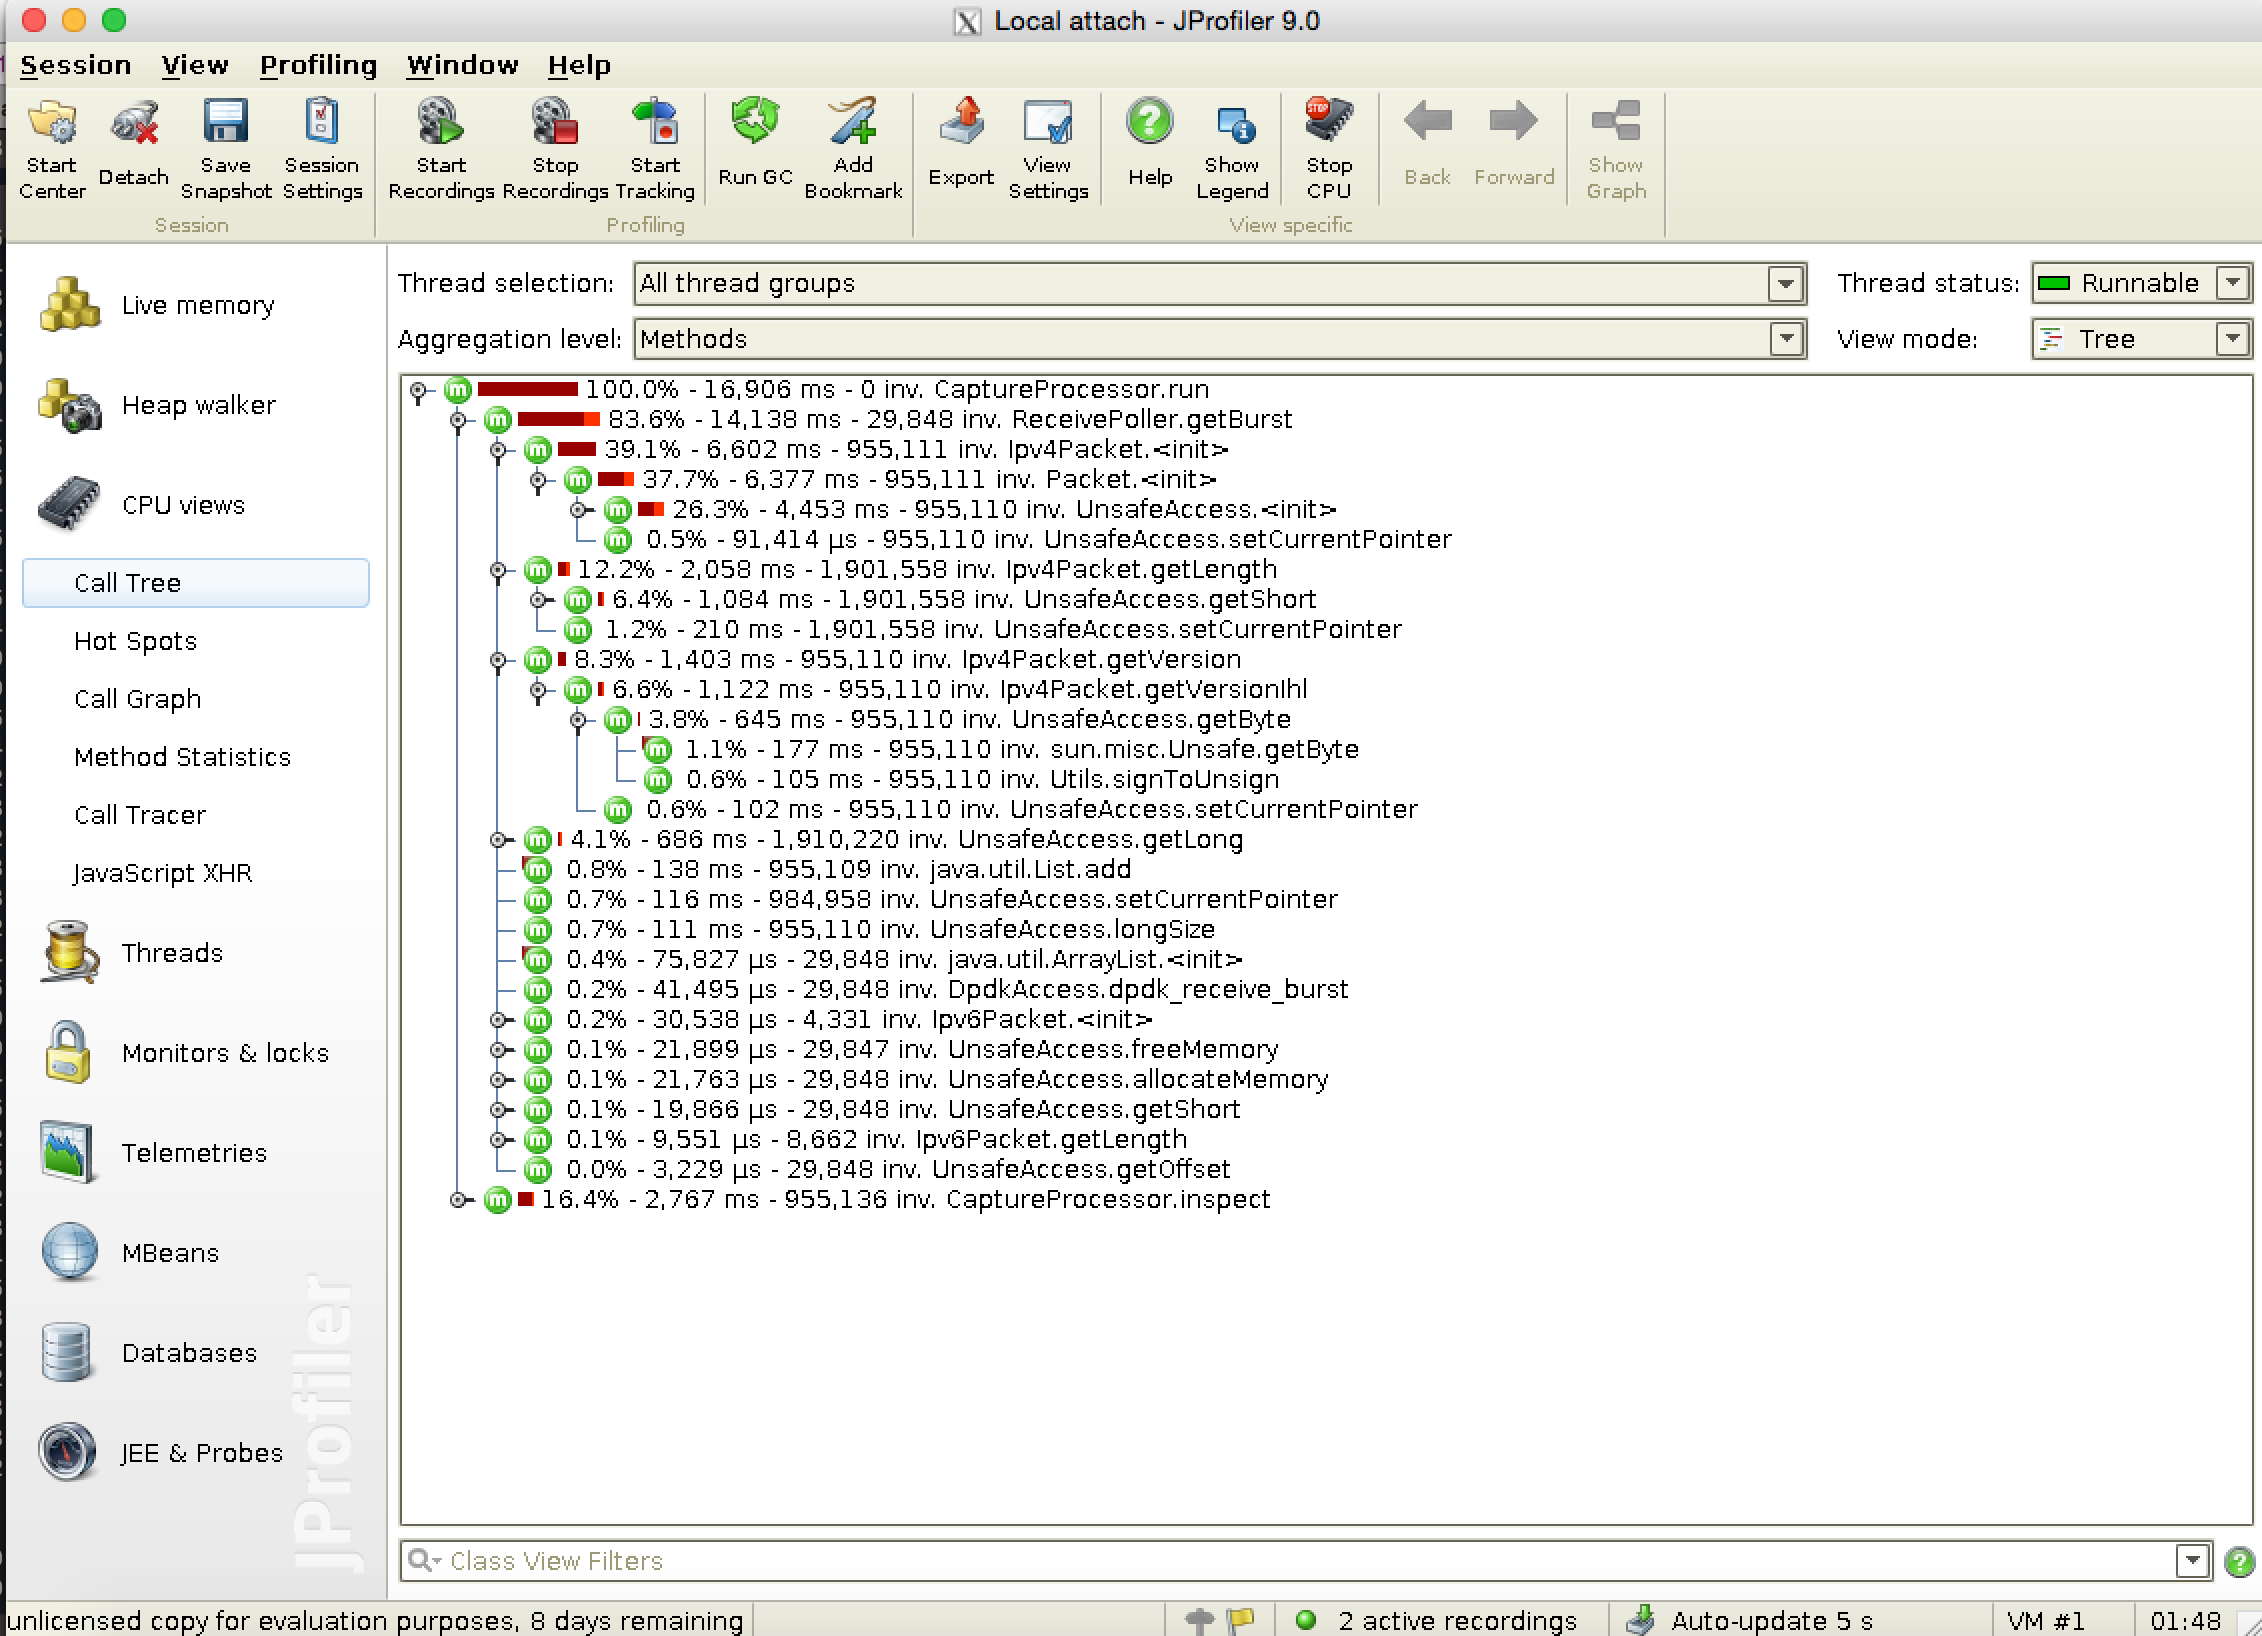 Local attach - JProfiler 9.0
Session View Profiling Window Help
Start Center
Detach
Save Snapshot
Session Settings
Start Recordings
Stop Recordings
Start Tracking
Run GC
Add Bookmark
Export
View Settings
Help
Show Legend
Stop CPU
Back
Forward
Show Graph
Session
Profiling
View specific
Live memory
Heap walker
CPU views
Call Tree
Hot Spots
Call Graph
Method Statistics
Call Tracer
JavaScript XHR
Threads
Monitors & locks
Telemetries
MBeans
Databases
JEE & Probes
JProfiler
Thread selection: All thread groups
Thread status: Runnable
Aggregation level: Methods
View mode: Tree
100.0% - 16,906 ms - 0 inv. CaptureProcessor.run
83.6% - 14,138 ms - 29,848 inv. ReceivePoller.getBurst
39.1% - 6,602 ms - 955,111 inv. Ipv4Packet.<init>
37.7% - 6,377 ms - 955,111 inv. Packet.<init>
26.3% - 4,453 ms - 955,110 inv. UnsafeAccess.<init>
0.5% - 91,414 µs - 955,110 inv. UnsafeAccess.setCurrentPointer
12.2% - 2,058 ms - 1,901,558 inv. Ipv4Packet.getLength
6.4% - 1,084 ms - 1,901,558 inv. UnsafeAccess.getShort
1.2% - 210 ms - 1,901,558 inv. UnsafeAccess.setCurrentPointer
8.3% - 1,403 ms - 955,110 inv. Ipv4Packet.getVersion
6.6% - 1,122 ms - 955,110 inv. Ipv4Packet.getVersionIhl
3.8% - 645 ms - 955,110 inv. UnsafeAccess.getByte
1.1% - 177 ms - 955,110 inv. sun.misc.Unsafe.getByte
0.6% - 105 ms - 955,110 inv. Utils.signToUnsign
0.6% - 102 ms - 955,110 inv. UnsafeAccess.setCurrentPointer
4.1% - 686 ms - 1,910,220 inv. UnsafeAccess.getLong
0.8% - 138 ms - 955,109 inv. java.util.List.add
0.7% - 116 ms - 984,958 inv. UnsafeAccess.setCurrentPointer
0.7% - 111 ms - 955,110 inv. UnsafeAccess.longSize
0.4% - 75,827 µs - 29,848 inv. java.util.ArrayList.<init>
0.2% - 41,495 µs - 29,848 inv. DpdkAccess.dpdk_receive_burst
0.2% - 30,538 µs - 4,331 inv. Ipv6Packet.<init>
0.1% - 21,899 µs - 29,847 inv. UnsafeAccess.freeMemory
0.1% - 21,763 µs - 29,848 inv. UnsafeAccess.allocateMemory
0.1% - 19,866 µs - 29,848 inv. UnsafeAccess.getShort
0.1% - 9,551 µs - 8,662 inv. Ipv6Packet.getLength
0.0% - 3,229 µs - 29,848 inv. UnsafeAccess.getOffset
16.4% - 2,767 ms - 955,136 inv. CaptureProcessor.inspect
Class View Filters
unlicensed copy for evaluation purposes, 8 days remaining
2 active recordings
Auto-update 5 s
VM #1
01:48